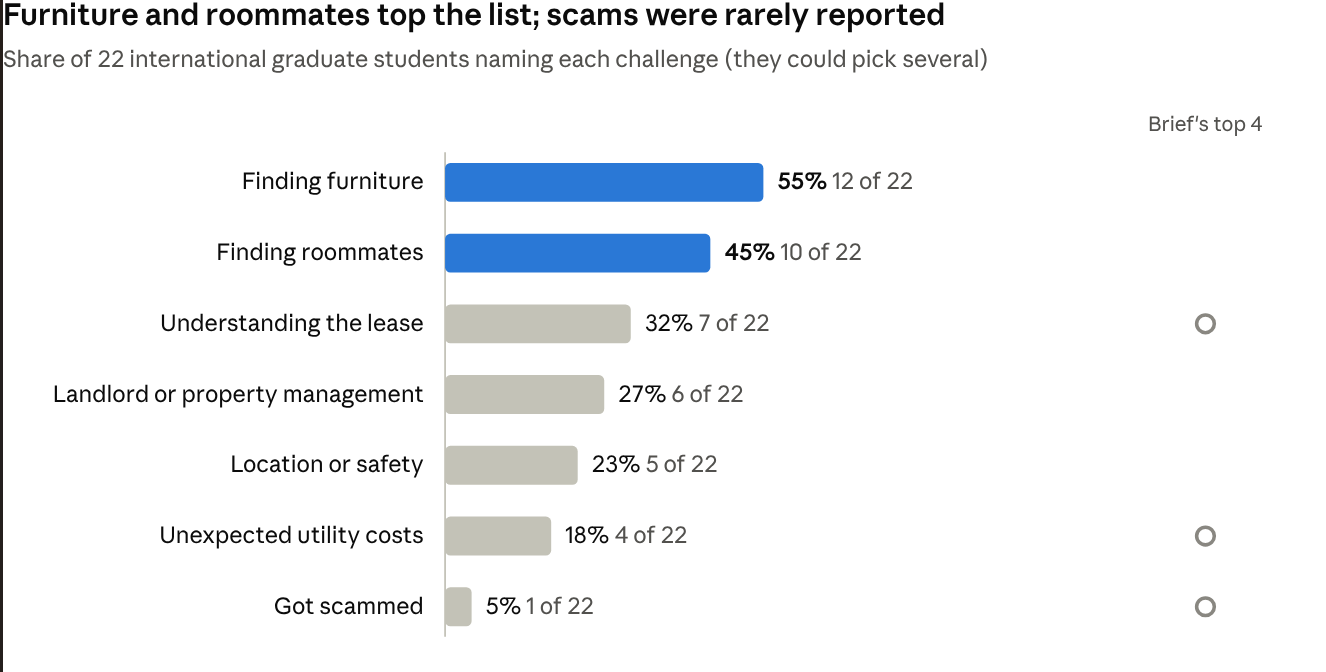 Furniture and roommates top the list; scams were rarely reported
Share of 22 international graduate students naming each challenge (they could pick several)
Brief's top 4
Finding furniture 55% 12 of 22
Finding roommates 45% 10 of 22
Understanding the lease 32% 7 of 22
Landlord or property management 27% 6 of 22
Location or safety 23% 5 of 22
Unexpected utility costs 18% 4 of 22
Got scammed 5% 1 of 22